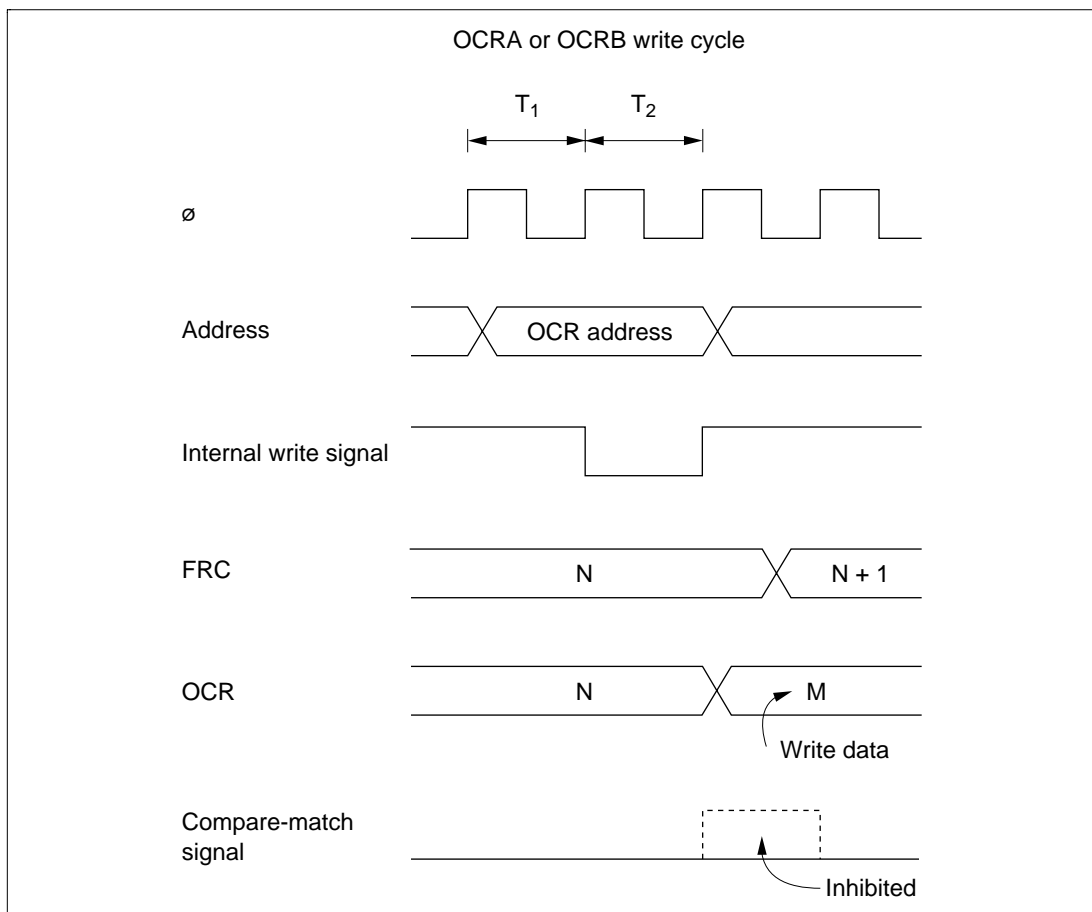 OCRA or OCRB write cycle
T1 T2
ø
Address
OCR address
Internal write signal
FRC
N
N + 1
OCR
N
M
Write data
Compare-match
signal
Inhibited